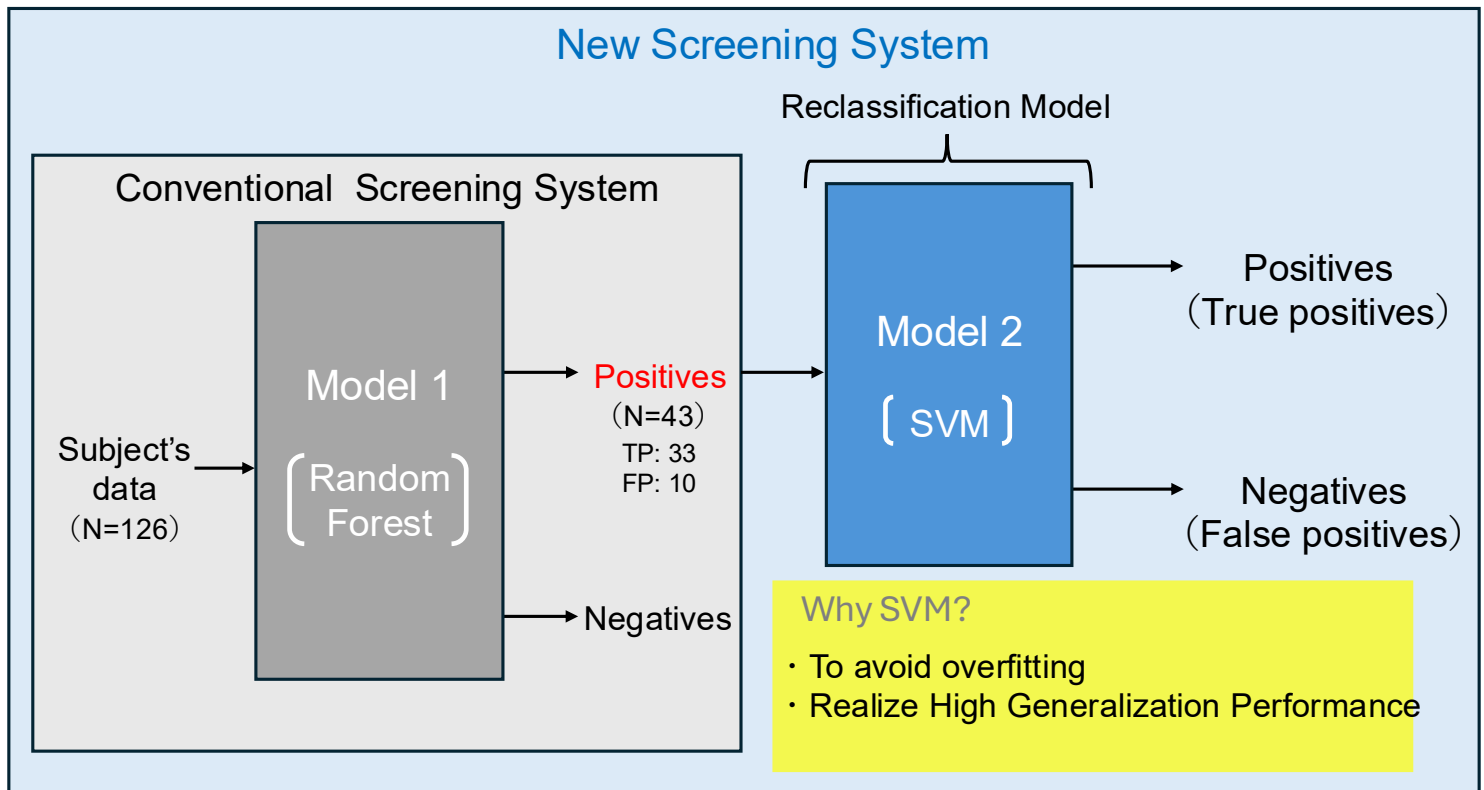 New Screening System
Reclassification Model
Conventional Screening System
Model 1
Random
Forest
Subject's
data
（N=126）
Positives
（N=43）
TP: 33
FP: 10
Negatives
Model 2
SVM
Positives
（True positives）
Negatives
（False positives）
Why SVM?
・To avoid overfitting
・Realize High Generalization Performance